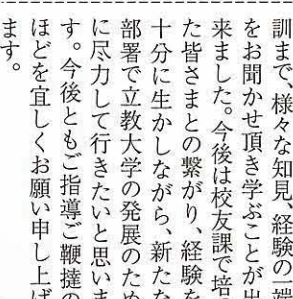 訓まで、様々な知見、経験の一端
をお聞かせ頂き学ぶことが出
来ました。今後は校友課で培
た皆さまとの繋がり、経験を
十分に生かしながら、新たな
部署で立教大学の発展のため
に尽力して行きたいと思いま
す。今後ともご指導ご鞭撻の
ほどを宜しくお願い申し上げ
ます。